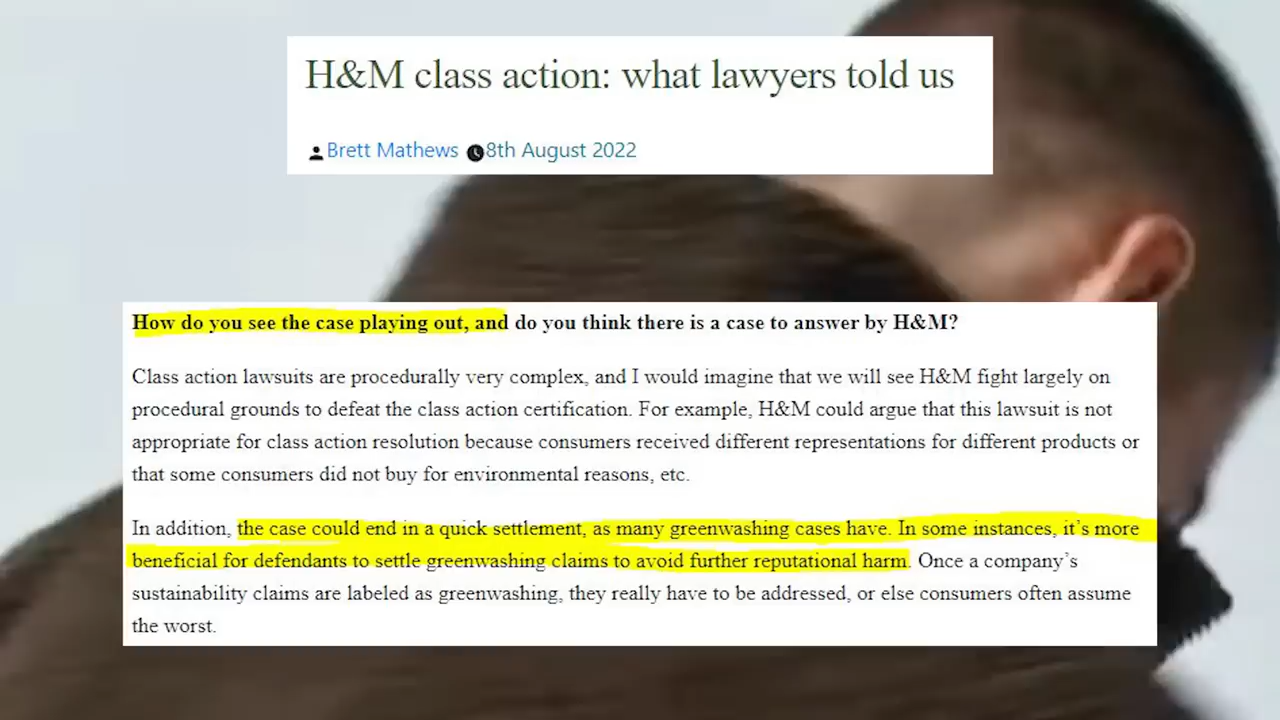 H&M class action: what lawyers told us
Brett Mathews 8th August 2022
How do you see the case playing out, and do you think there is a case to answer by H&M?
Class action lawsuits are procedurally very complex, and I would imagine that we will see H&M fight largely on
procedural grounds to defeat the class action certification. For example, H&M could argue that this lawsuit is not
appropriate for class action resolution because consumers received different representations for different products or
that some consumers did not buy for environmental reasons, etc.
In addition, the case could end in a quick settlement, as many greenwashing cases have. In some instances, it’s more
beneficial for defendants to settle greenwashing claims to avoid further reputational harm. Once a company’s
sustainability claims are labeled as greenwashing, they really have to be addressed, or else consumers often assume
the worst.